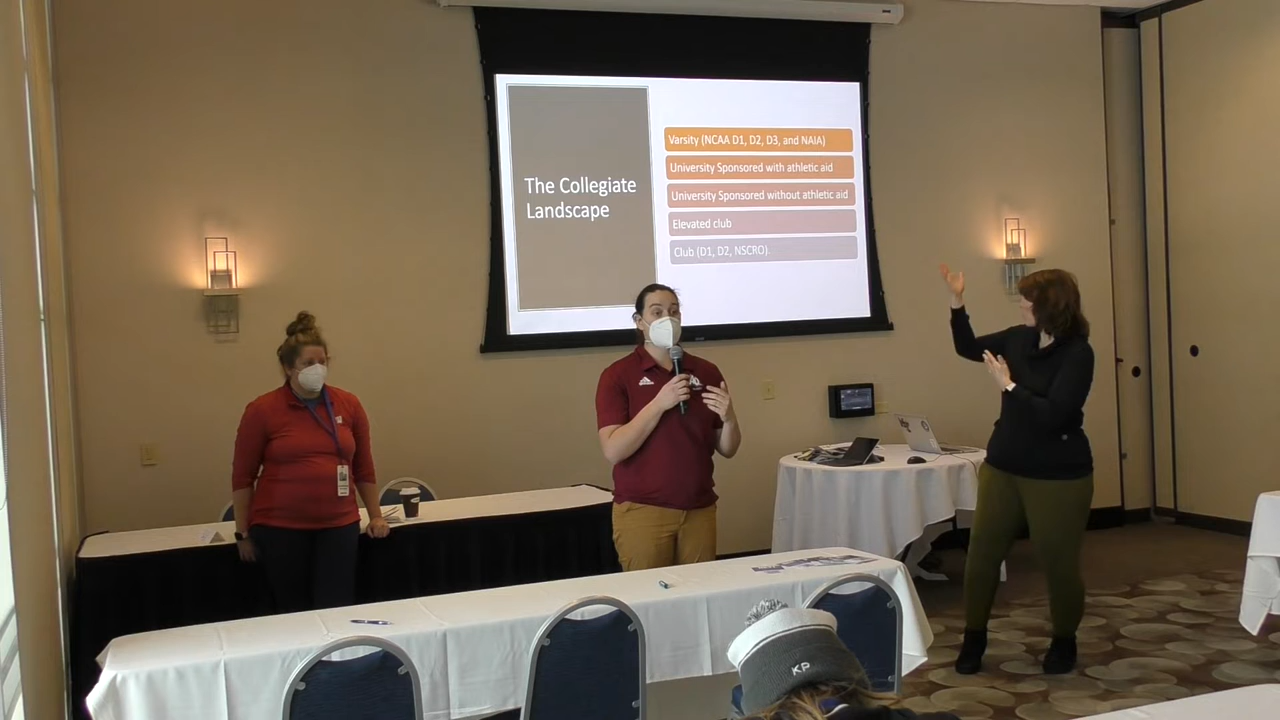 The Collegiate
Landscape
Varsity (NCAA D1, D2, D3, and NAIA)
University Sponsored with athletic aid
University Sponsored without athletic aid
Elevated club
Club (D1, D2, NSCRO)
KP